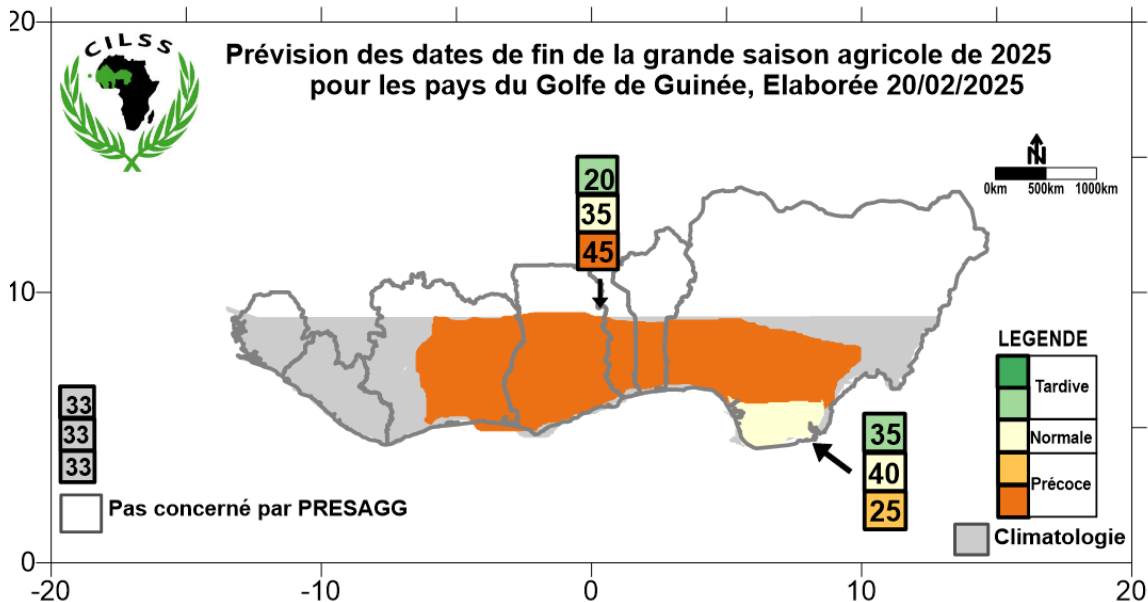 20
CILSS
Prévision des dates de fin de la grande saison agricole de 2025
pour les pays du Golfe de Guinée, Elaborée 20/02/2025
N
0km 500km 1000km
20
35
45
10
LEGENDE
Tardive
Normale
Précoce
33
33
33
35
40
25
Pas concerné par PRESAGG
Climatologie
0
-20 -10 0 10 20